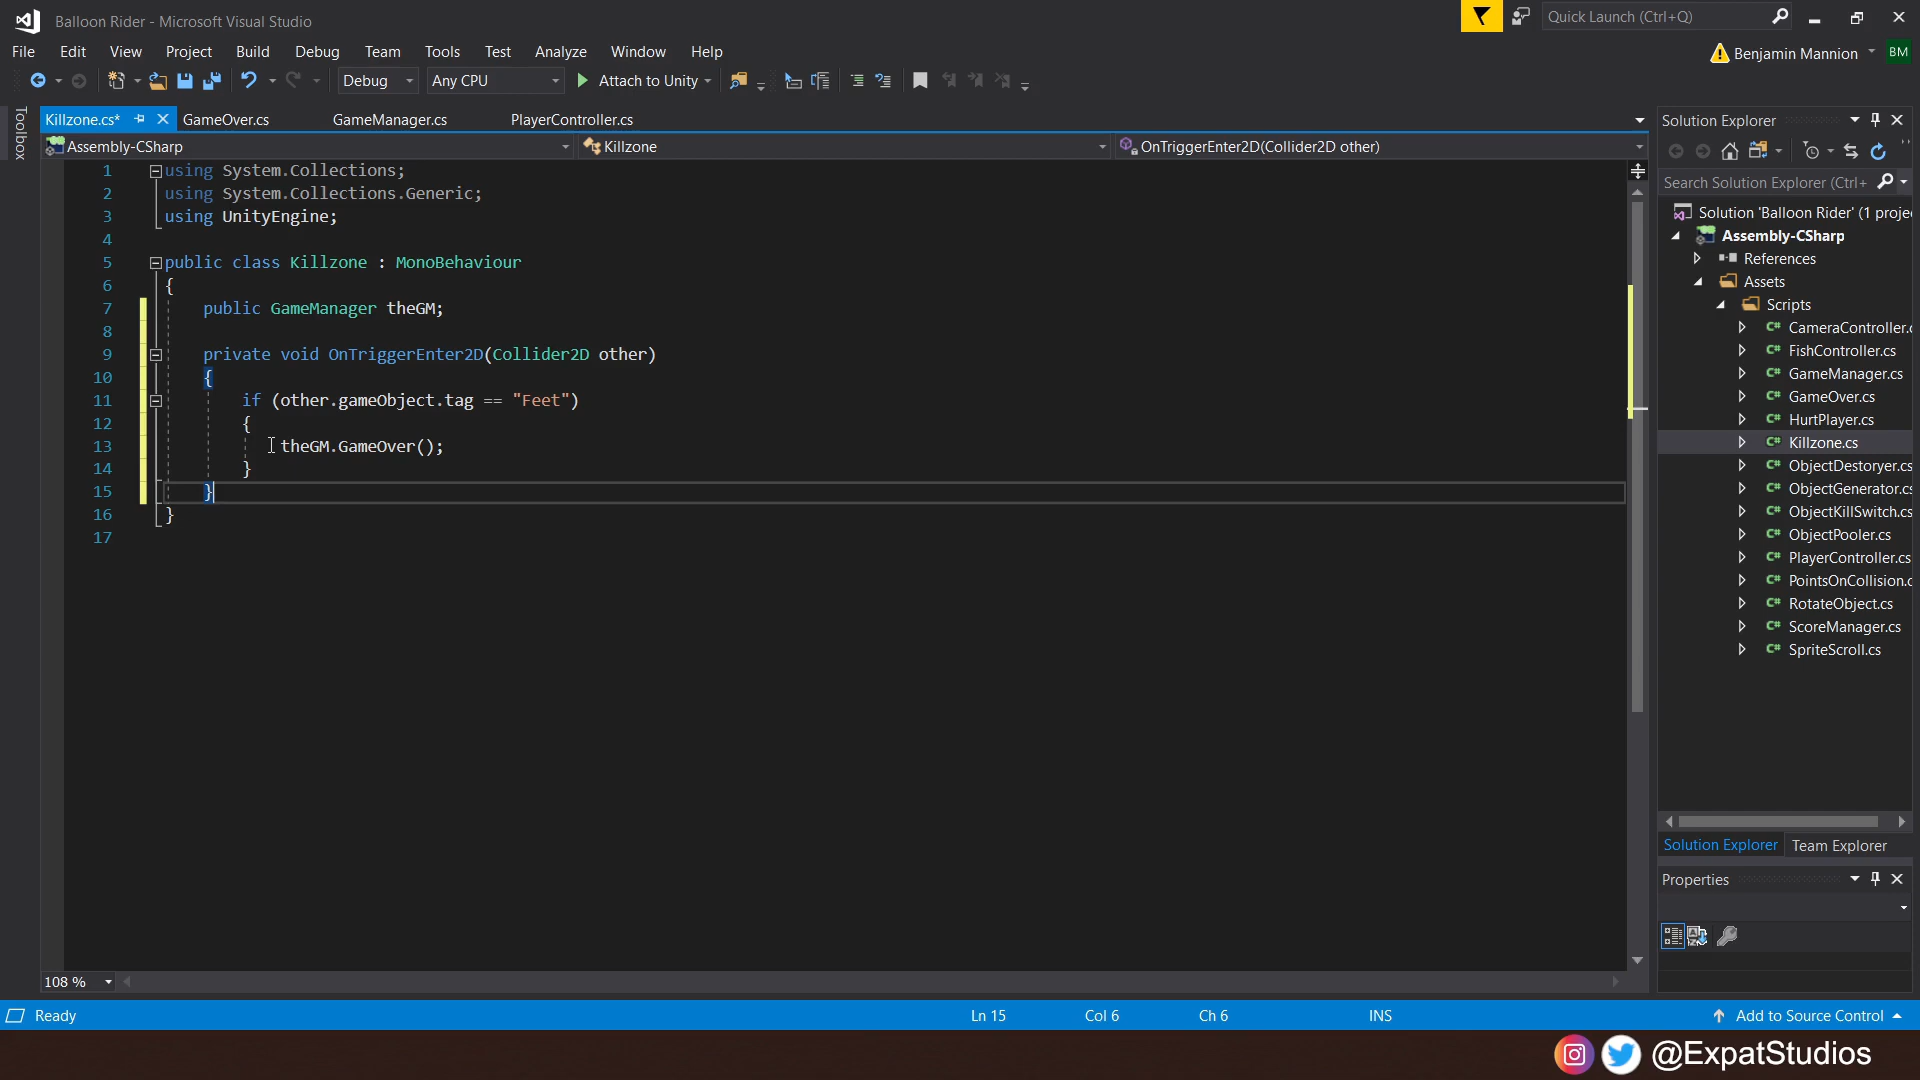 Balloon Rider - Microsoft Visual Studio
Quick Launch (Ctrl+Q)
File Edit View Project Build Debug Team Tools Test Analyze Window Help
Benjamin Mannion BM
Debug Any CPU Attach to Unity
Toolbox
Killzone.cs* GameOver.cs GameManager.cs PlayerController.cs
Assembly-CSharp Killzone OnTriggerEnter2D(Collider2D other)
1 using System.Collections;
2 using System.Collections.Generic;
3 using UnityEngine;
4
5 public class Killzone : MonoBehaviour
6 {
7 public GameManager theGM;
8
9 private void OnTriggerEnter2D(Collider2D other)
10 {
11 if (other.gameObject.tag == "Feet")
12 {
13 theGM.GameOver();
14 }
15 }
16 }
17
108 %
Solution Explorer
Search Solution Explorer (Ctrl+
Solution 'Balloon Rider' (1 proje
Assembly-CSharp
References
Assets
Scripts
C# CameraController.c
C# FishController.cs
C# GameManager.cs
C# GameOver.cs
C# HurtPlayer.cs
C# Killzone.cs
C# ObjectDestoryer.cs
C# ObjectGenerator.cs
C# ObjectKillSwitch.cs
C# ObjectPooler.cs
C# PlayerController.cs
C# PointsOnCollision.c
C# RotateObject.cs
C# ScoreManager.cs
C# SpriteScroll.cs
Solution Explorer Team Explorer
Properties
Ready Ln 15 Col 6 Ch 6 INS Add to Source Control
@ExpatStudios